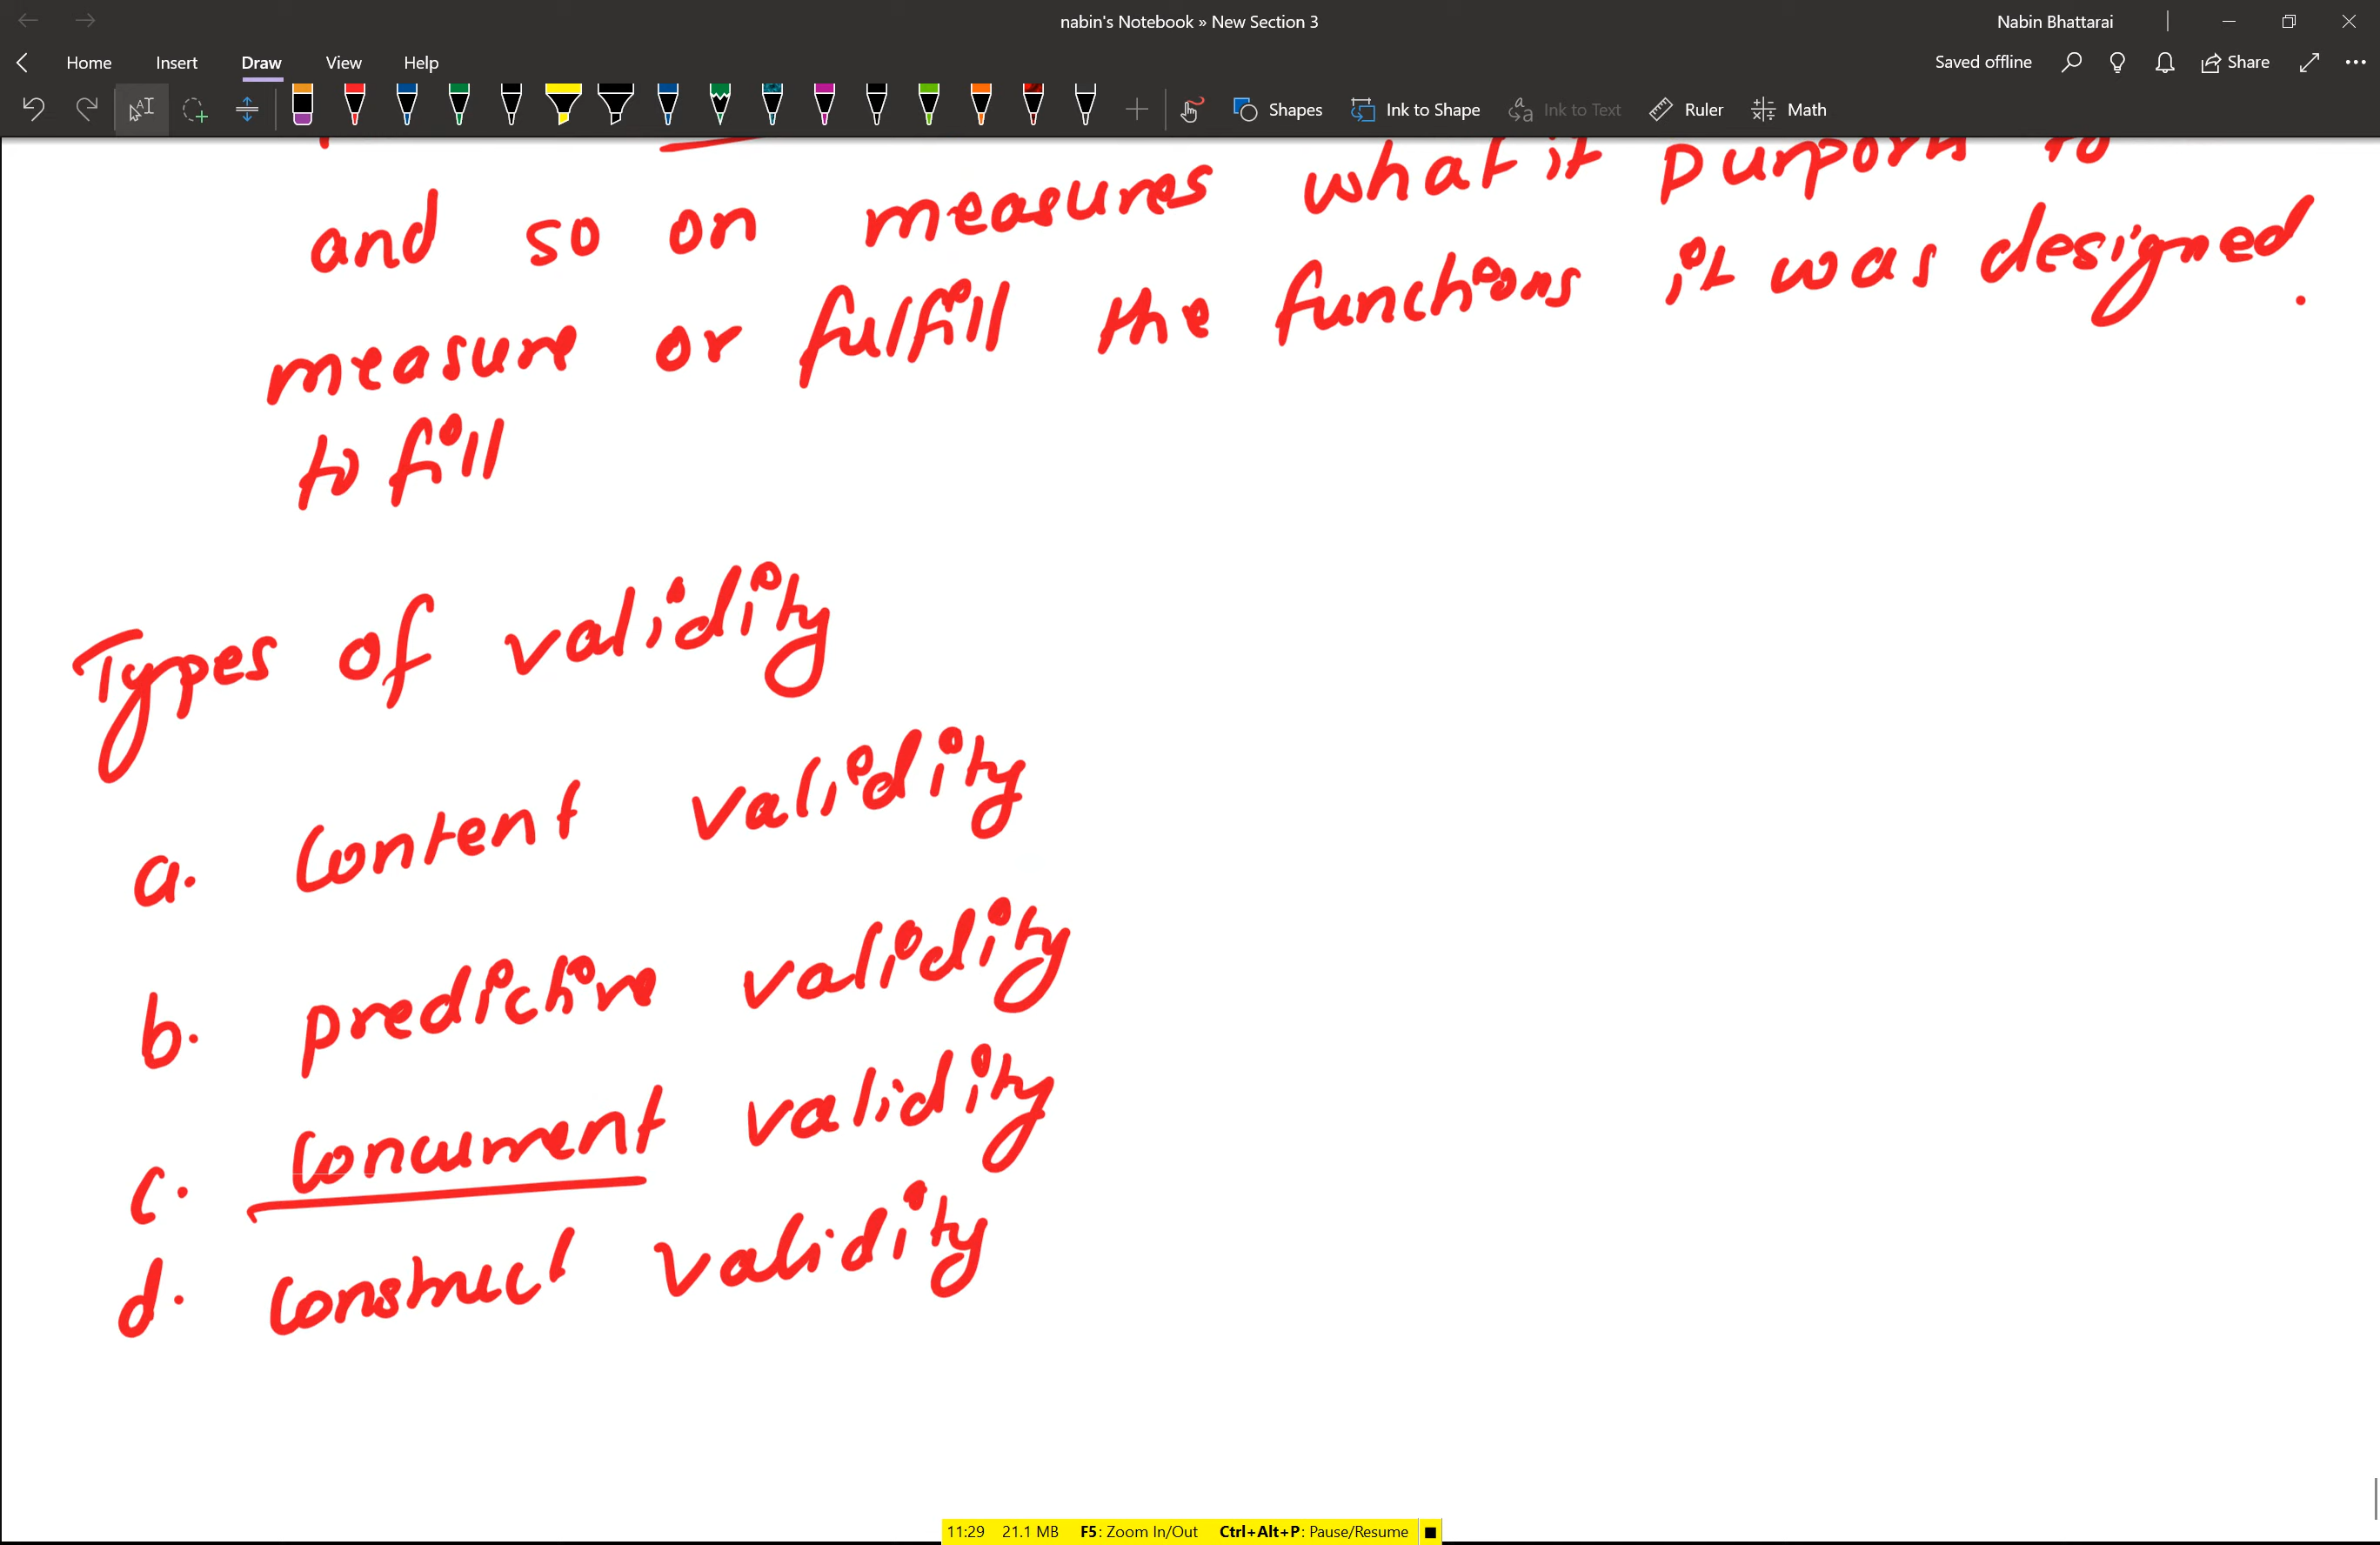 nabin's Notebook » New Section 3
Nabin Bhattarai
Home Insert Draw View Help
Saved offline
Share
Shapes Ink to Shape Ink to Text Ruler Math
and so on measures what it purports to
measure or fulfill the functions it was designed.
to fill
Types of validity
a. Content validity
b. predictive validity
c. Concurrent validity
d. Construct validity
11:29 21.1 MB F5: Zoom In/Out Ctrl+Alt+P: Pause/Resume